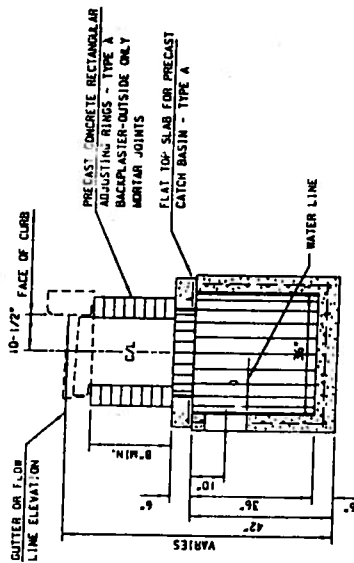 10-1/2"
FACE OF CURB
GUTTER OR FLOW
LINE ELEVATION
PRECAST CONCRETE RECTANGULAR
ADJUSTING RINGS - TYPE A
BACKPLASTER-OUTSIDE ONLY
MORTAR JOINTS
FLAT TOP SLAB FOR PRECAST
CATCH BASIN - TYPE A
WATER LINE
C/L
8" MIN.
6"
10"
36"
36"
42"
VARIES
6"